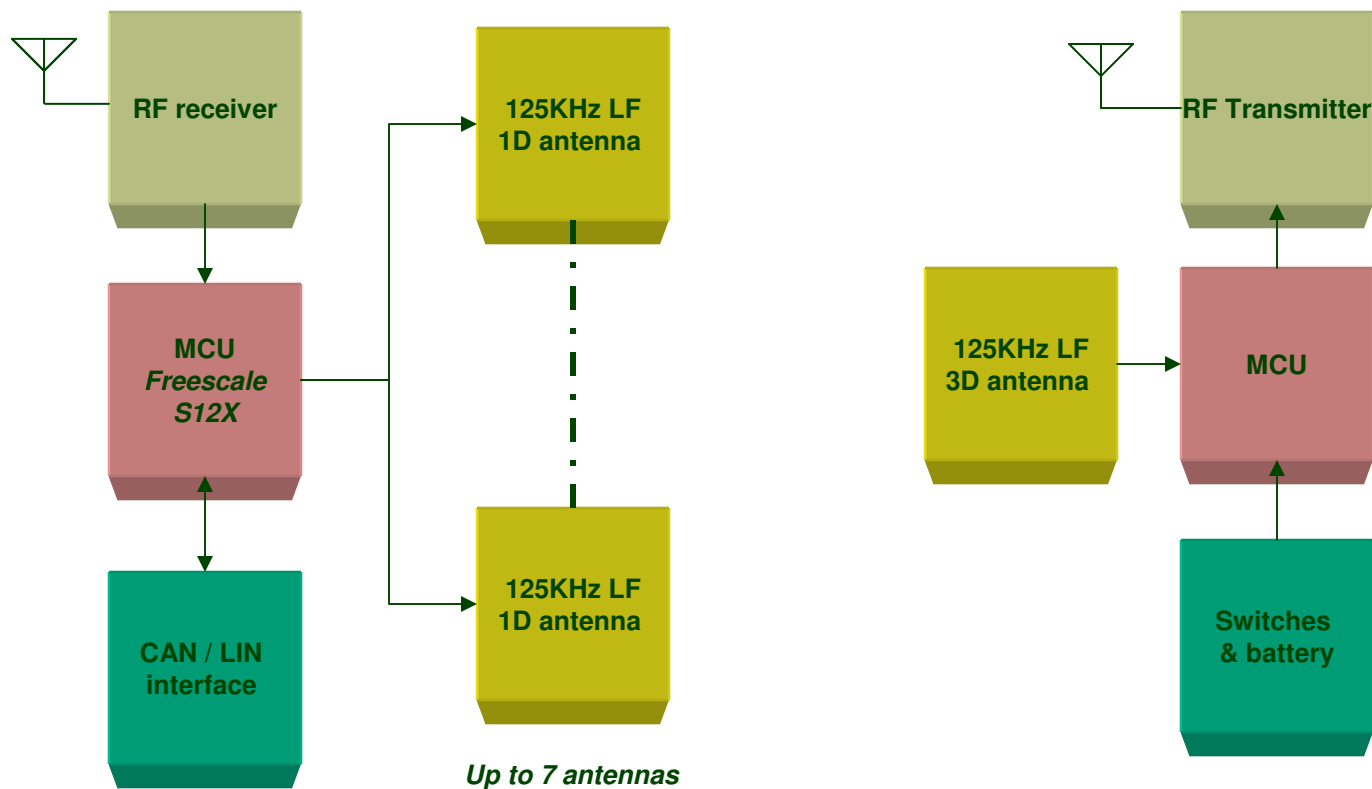 RF receiver
MCU
Freescale
S12X
CAN / LIN
interface
125KHz LF
1D antenna
125KHz LF
1D antenna
Up to 7 antennas
RF Transmitter
125KHz LF
3D antenna
MCU
Switches
& battery